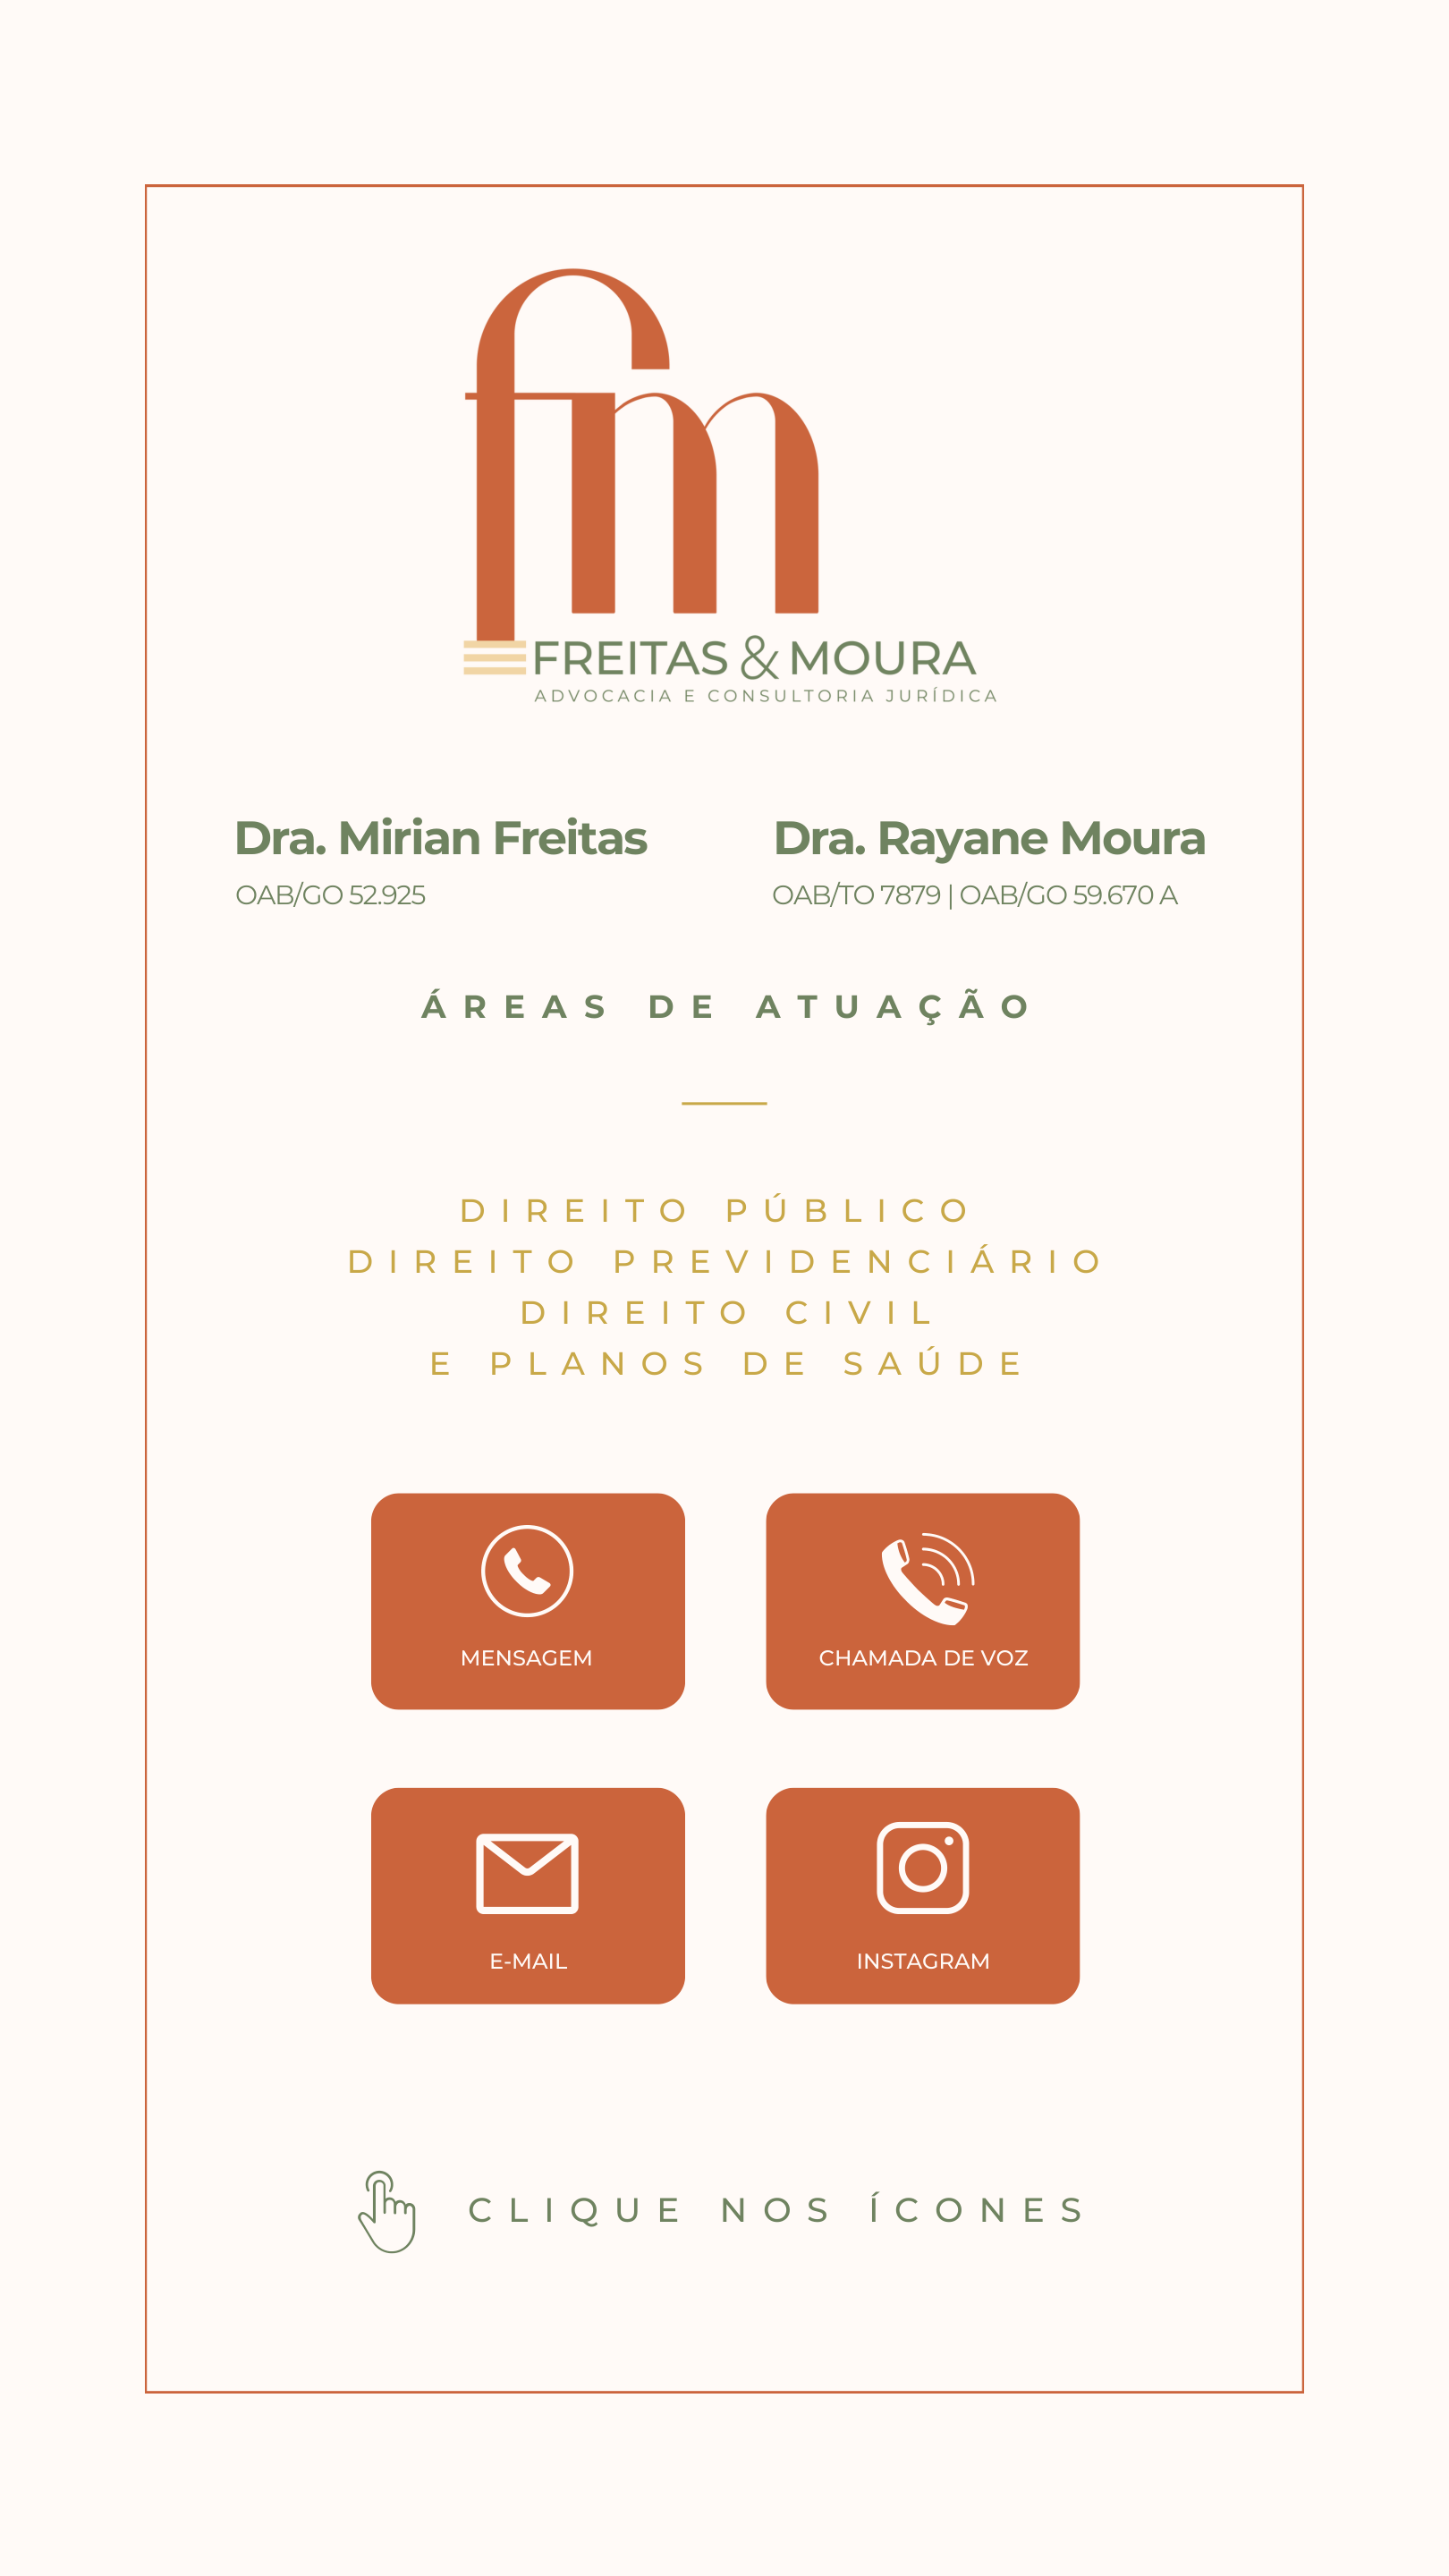 fm
FREITAS & MOURA
ADVOCACIA E CONSULTORIA JURÍDICA
Dra. Mirian Freitas
OAB/GO 52.925
Dra. Rayane Moura
OAB/TO 7879 | OAB/GO 59.670 A
ÁREAS DE ATUAÇÃO
DIREITO PÚBLICO
DIREITO PREVIDENCIÁRIO
DIREITO CIVIL
E PLANOS DE SAÚDE
MENSAGEM
CHAMADA DE VOZ
E-MAIL
INSTAGRAM
CLIQUE NOS ÍCONES